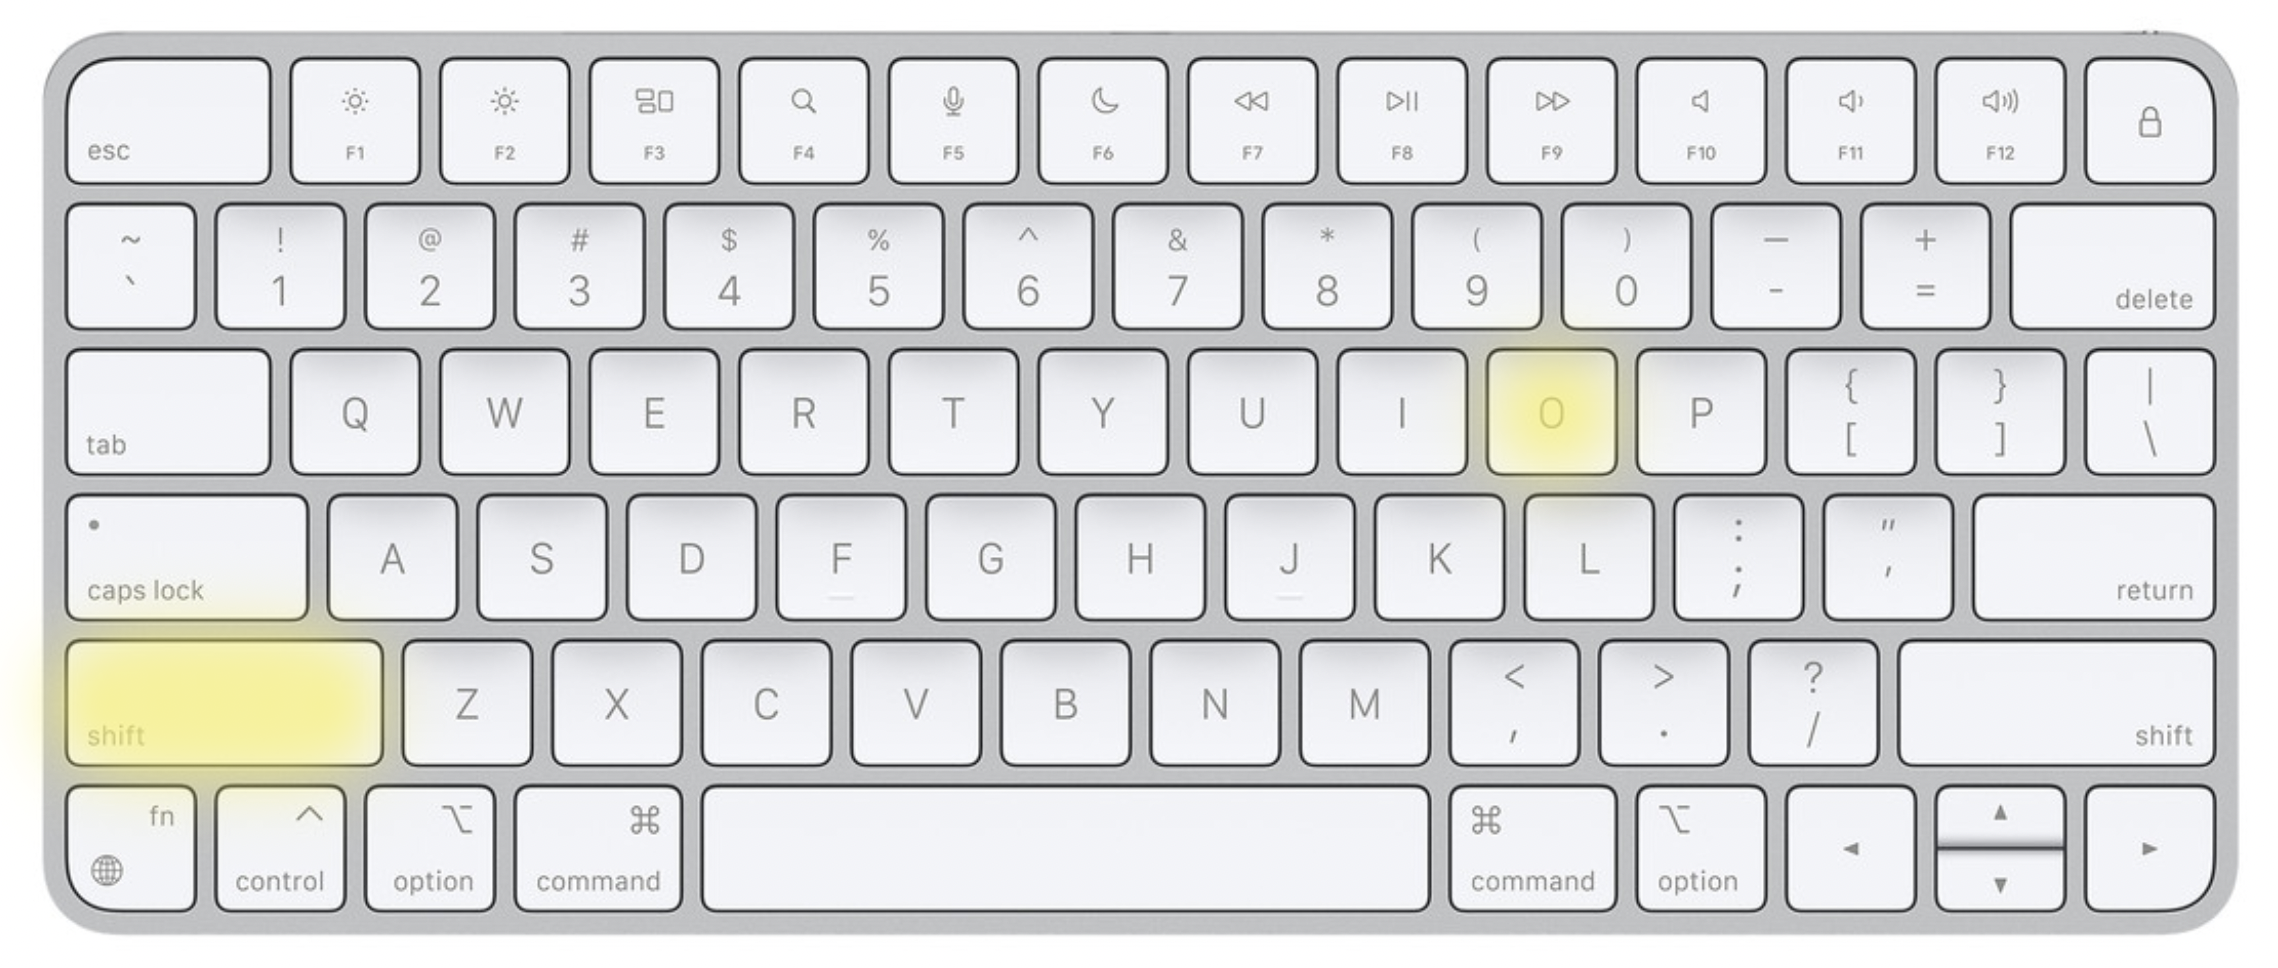 esc F1 F2 F3 F4 F5 F6 F7 F8 F9 F10 F11 F12
~ ! @ # $ % ^ & * ( ) — +
` 1 2 3 4 5 6 7 8 9 0 - = delete
tab Q W E R T Y U I O P { } |
[ ] \
caps lock A S D F G H J K L : "
; ' return
shift Z X C V B N M < > ?
, . / shift
fn ^ ⌥ ⌘ ⌘ ⌥
control option command command option